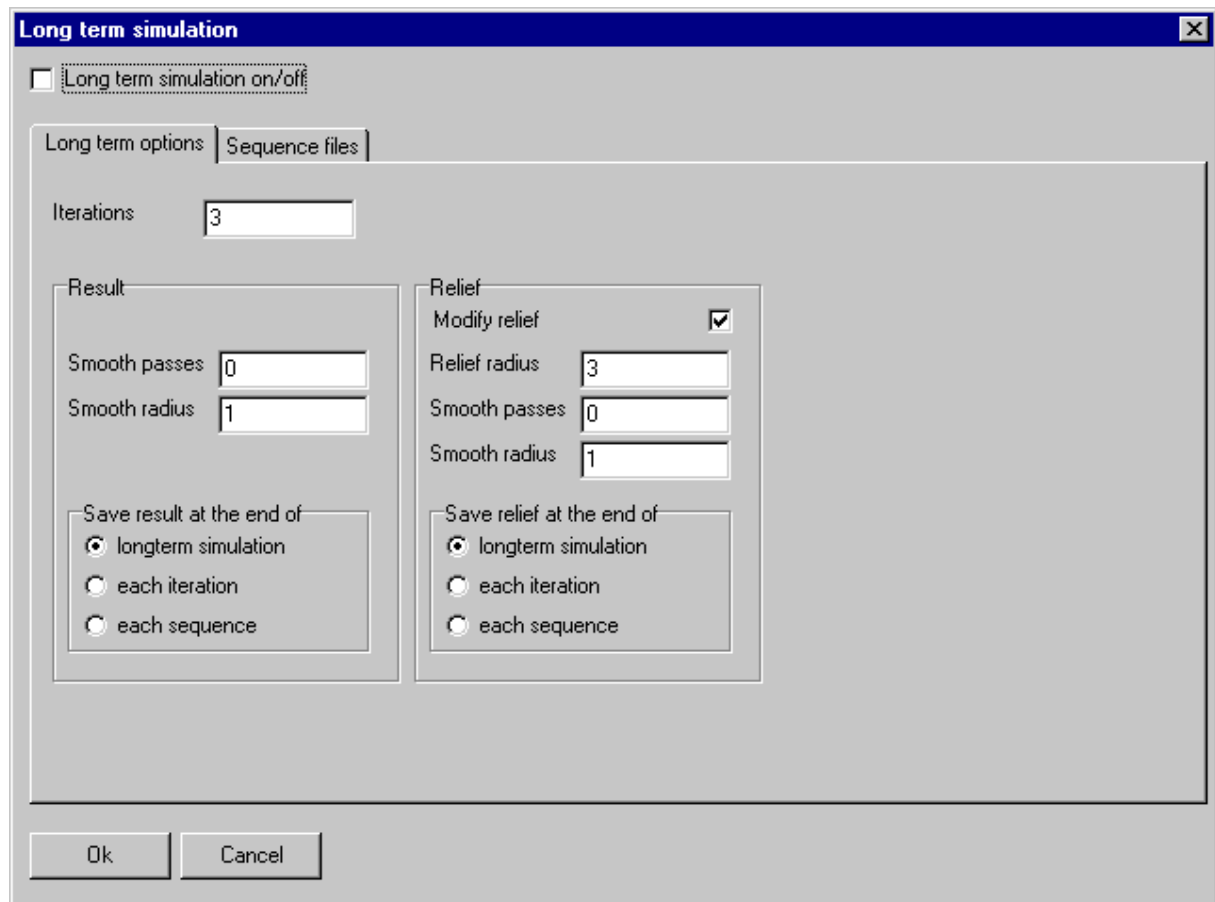 Long term simulation
Long term simulation on/off
Long term options Sequence files
Iterations 3
Result
Smooth passes 0
Smooth radius 1
Save result at the end of
longterm simulation
each iteration
each sequence
Relief
Modify relief
Relief radius 3
Smooth passes 0
Smooth radius 1
Save relief at the end of
longterm simulation
each iteration
each sequence
Ok Cancel